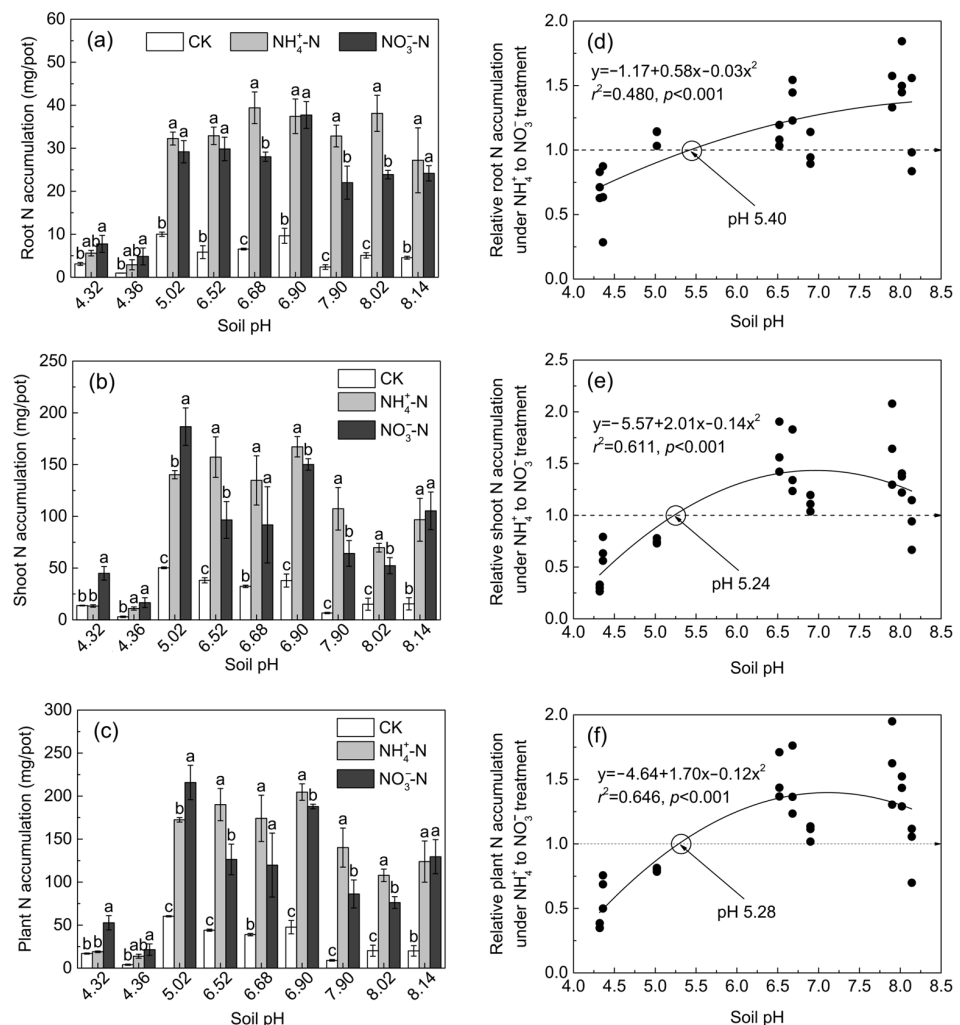 (a)
CK
NH₄⁺-N
NO₃⁻-N
Root N accumulation (mg/pot)
60
50
40
30
20
10
0
b ab a
b ab a
b a a
b a a
c a b
b a a
c a b
c a b
b a a
4.32 4.36 5.02 6.52 6.68 6.90 7.90 8.02 8.14
Soil pH
(d)
y=−1.17+0.58x−0.03x²
r²=0.480, p<0.001
pH 5.40
Relative root N accumulation
under NH₄⁺ to NO₃⁻ treatment
2.0
1.5
1.0
0.5
0.0
4.0 4.5 5.0 5.5 6.0 6.5 7.0 7.5 8.0 8.5
Soil pH
(b)
CK
NH₄⁺-N
NO₃⁻-N
Shoot N accumulation (mg/pot)
250
200
150
100
50
0
b b a
b a a
c b a
c a b
b a a
c a b
c a b
c a b
b a a
4.32 4.36 5.02 6.52 6.68 6.90 7.90 8.02 8.14
Soil pH
(e)
y=−5.57+2.01x−0.14x²
r²=0.611, p<0.001
pH 5.24
Relative shoot N accumulation
under NH₄⁺ to NO₃⁻ treatment
2.5
2.0
1.5
1.0
0.5
0.0
4.0 4.5 5.0 5.5 6.0 6.5 7.0 7.5 8.0 8.5
Soil pH
(c)
CK
NH₄⁺-N
NO₃⁻-N
Plant N accumulation (mg/pot)
300
250
200
150
100
50
0
b b a
b ab a
c b a
c a b
b a a
c a b
c a b
c a b
b a a
4.32 4.36 5.02 6.52 6.68 6.90 7.90 8.02 8.14
Soil pH
(f)
y=−4.64+1.70x−0.12x²
r²=0.646, p<0.001
pH 5.28
Relative plant N accumulation
under NH₄⁺ to NO₃⁻ treatment
2.0
1.5
1.0
0.5
0.0
4.0 4.5 5.0 5.5 6.0 6.5 7.0 7.5 8.0 8.5
Soil pH